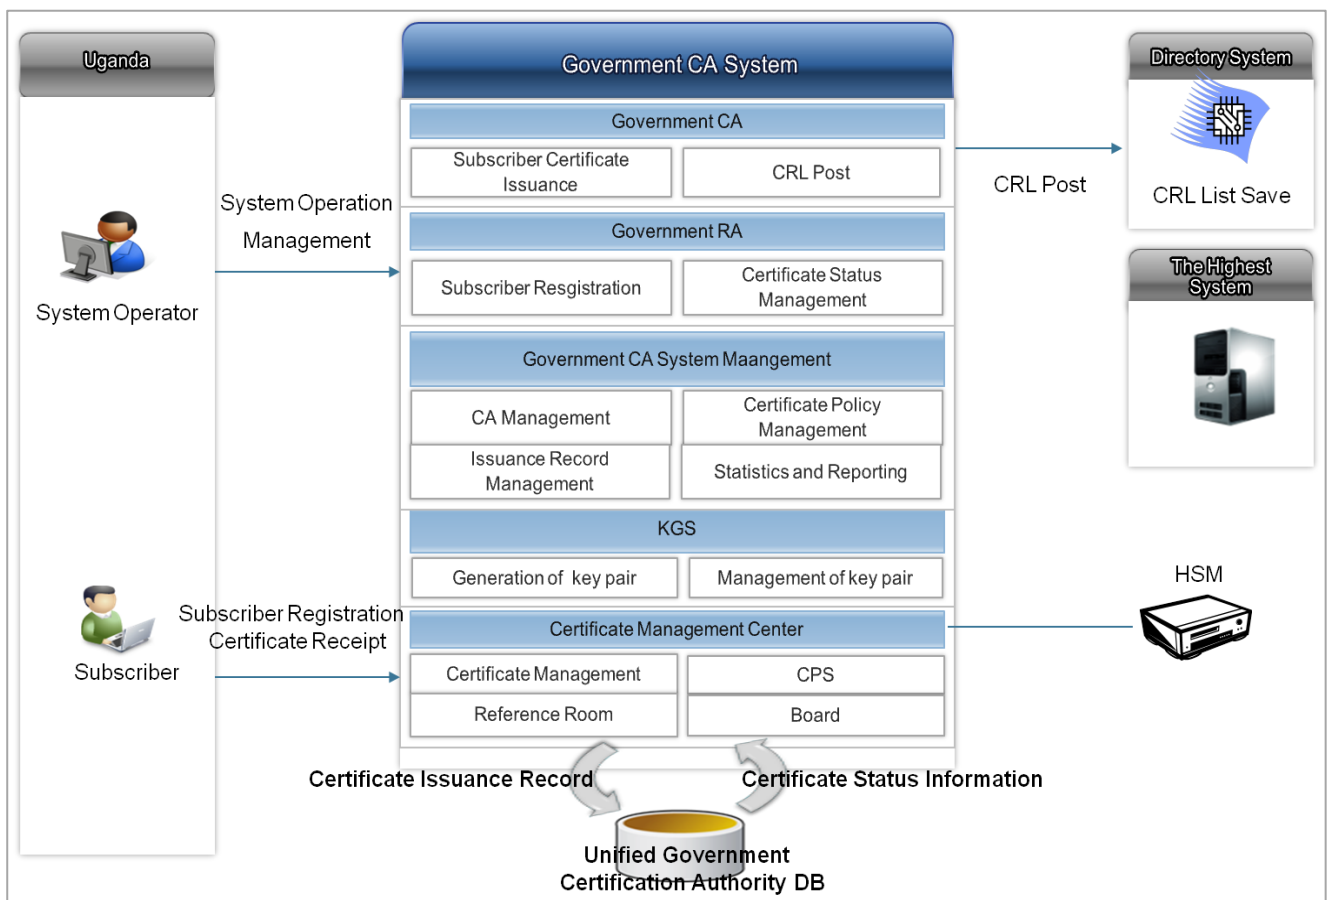 Uganda
System Operator
Subscriber
System Operation
Management
Subscriber Registration
Certificate Receipt
Government CA System
Government CA
Subscriber Certificate
Issuance
CRL Post
Government RA
Subscriber Resgistration
Certificate Status
Management
Government CA System Maangement
CA Management
Certificate Policy
Management
Issuance Record
Management
Statistics and Reporting
KGS
Generation of key pair
Management of key pair
Certificate Management Center
Certificate Management
CPS
Reference Room
Board
Certificate Issuance Record
Certificate Status Information
Unified Government
Certification Authority DB
CRL Post
Directory System
CRL List Save
The Highest
System
HSM